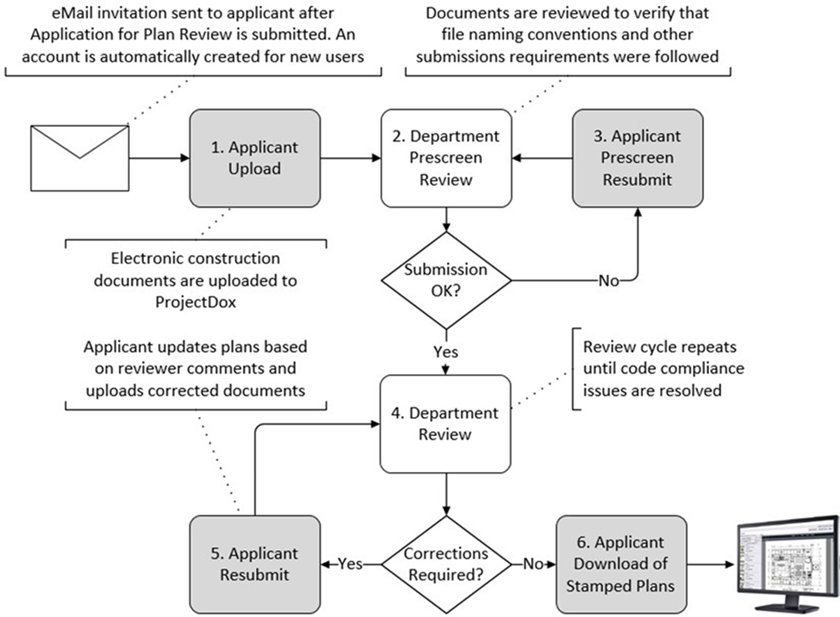 eMail invitation sent to applicant after
Application for Plan Review is submitted. An
account is automatically created for new users
Documents are reviewed to verify that
file naming conventions and other
submissions requirements were followed
1. Applicant
Upload
2. Department
Prescreen
Review
3. Applicant
Prescreen
Resubmit
Electronic construction
documents are uploaded to
ProjectDox
Submission
OK?
No
Yes
Applicant updates plans based
on reviewer comments and
uploads corrected documents
Review cycle repeats
until code compliance
issues are resolved
4. Department
Review
5. Applicant
Resubmit
Yes
Corrections
Required?
No
6. Applicant
Download of
Stamped Plans